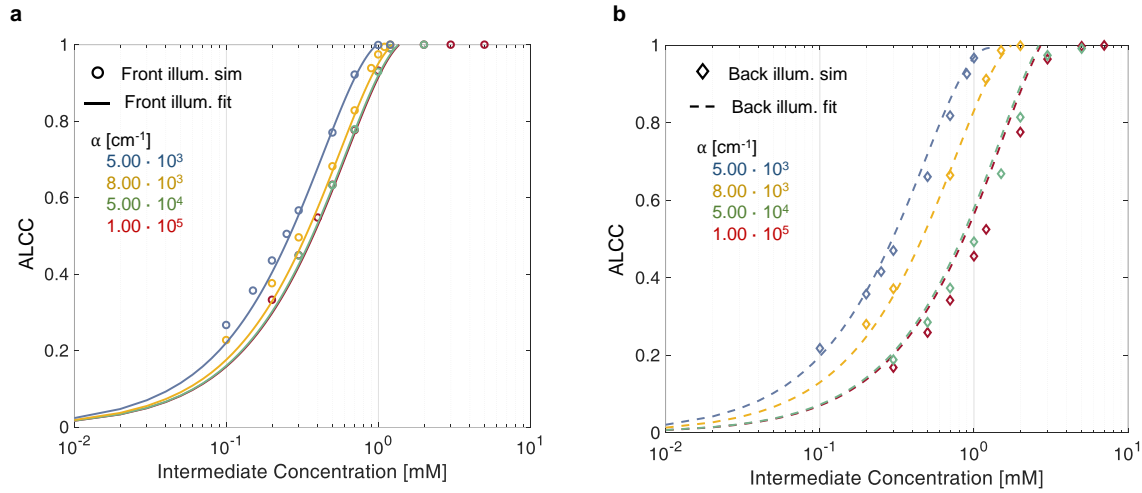 a
ALCC
1
0.8
0.6
0.4
0.2
0
Front illum. sim
Front illum. fit
α [cm⁻¹]
5.00 · 10³
8.00 · 10³
5.00 · 10⁴
1.00 · 10⁵
10⁻² 10⁻¹ 10⁰ 10¹
Intermediate Concentration [mM]
b
ALCC
1
0.8
0.6
0.4
0.2
0
Back illum. sim
Back illum. fit
α [cm⁻¹]
5.00 · 10³
8.00 · 10³
5.00 · 10⁴
1.00 · 10⁵
10⁻² 10⁻¹ 10⁰ 10¹
Intermediate Concentration [mM]